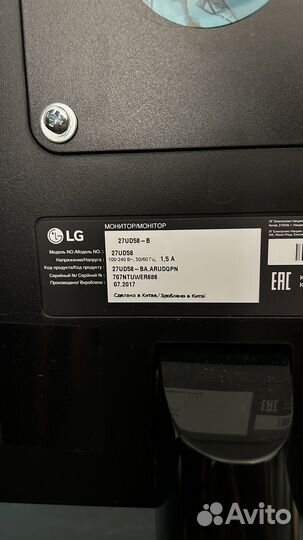 LG
МОНИТОР/МОНІТОР
27UD58-B
Модель NO./Модель NO. : 27UD58
Напряжение/Напруга : 100-240 В~, 50/60 Гц, 1,5 A
Код продукта/Код продукту : 27UD58-BA.ARUDQPN
Серийный №/Серійний № : 707NTUWER686
Произведено/Вироблено : 07.2017
Сделано в Китае/Зроблено в Китаї
EAC
Avito